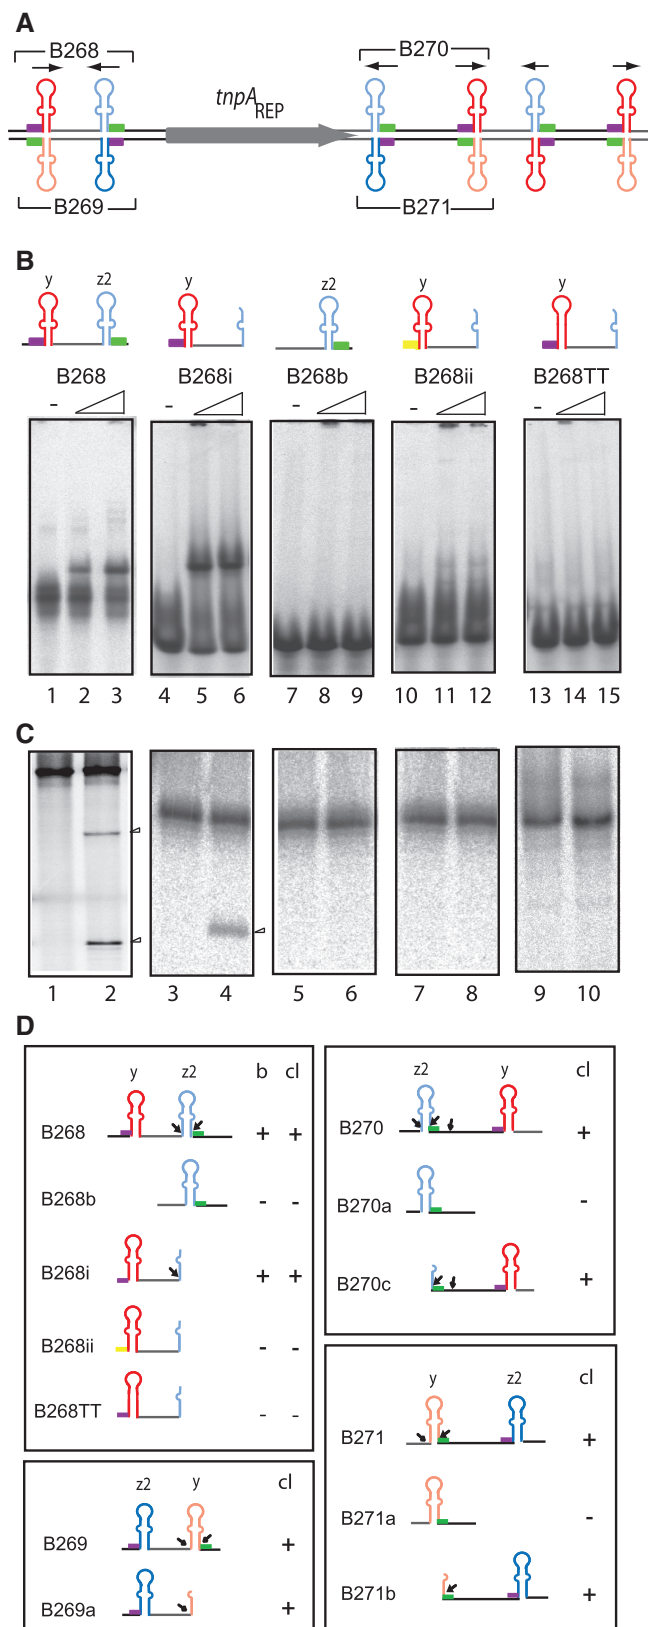 A
B268
B270
tnpA REP
B269
B271
B
y z2 y z2 y y
B268 B268i B268b B268ii B268TT
- - - - -
1 2 3 4 5 6 7 8 9 10 11 12 13 14 15
C
1 2 3 4 5 6 7 8 9 10
D
y z2 b cl
B268 + +
B268b - -
B268i + +
B268ii - -
B268TT - -
z2 y cl
B269 +
B269a +
z2 y cl
B270 +
B270a -
B270c +
y z2 cl
B271 +
B271a -
B271b +